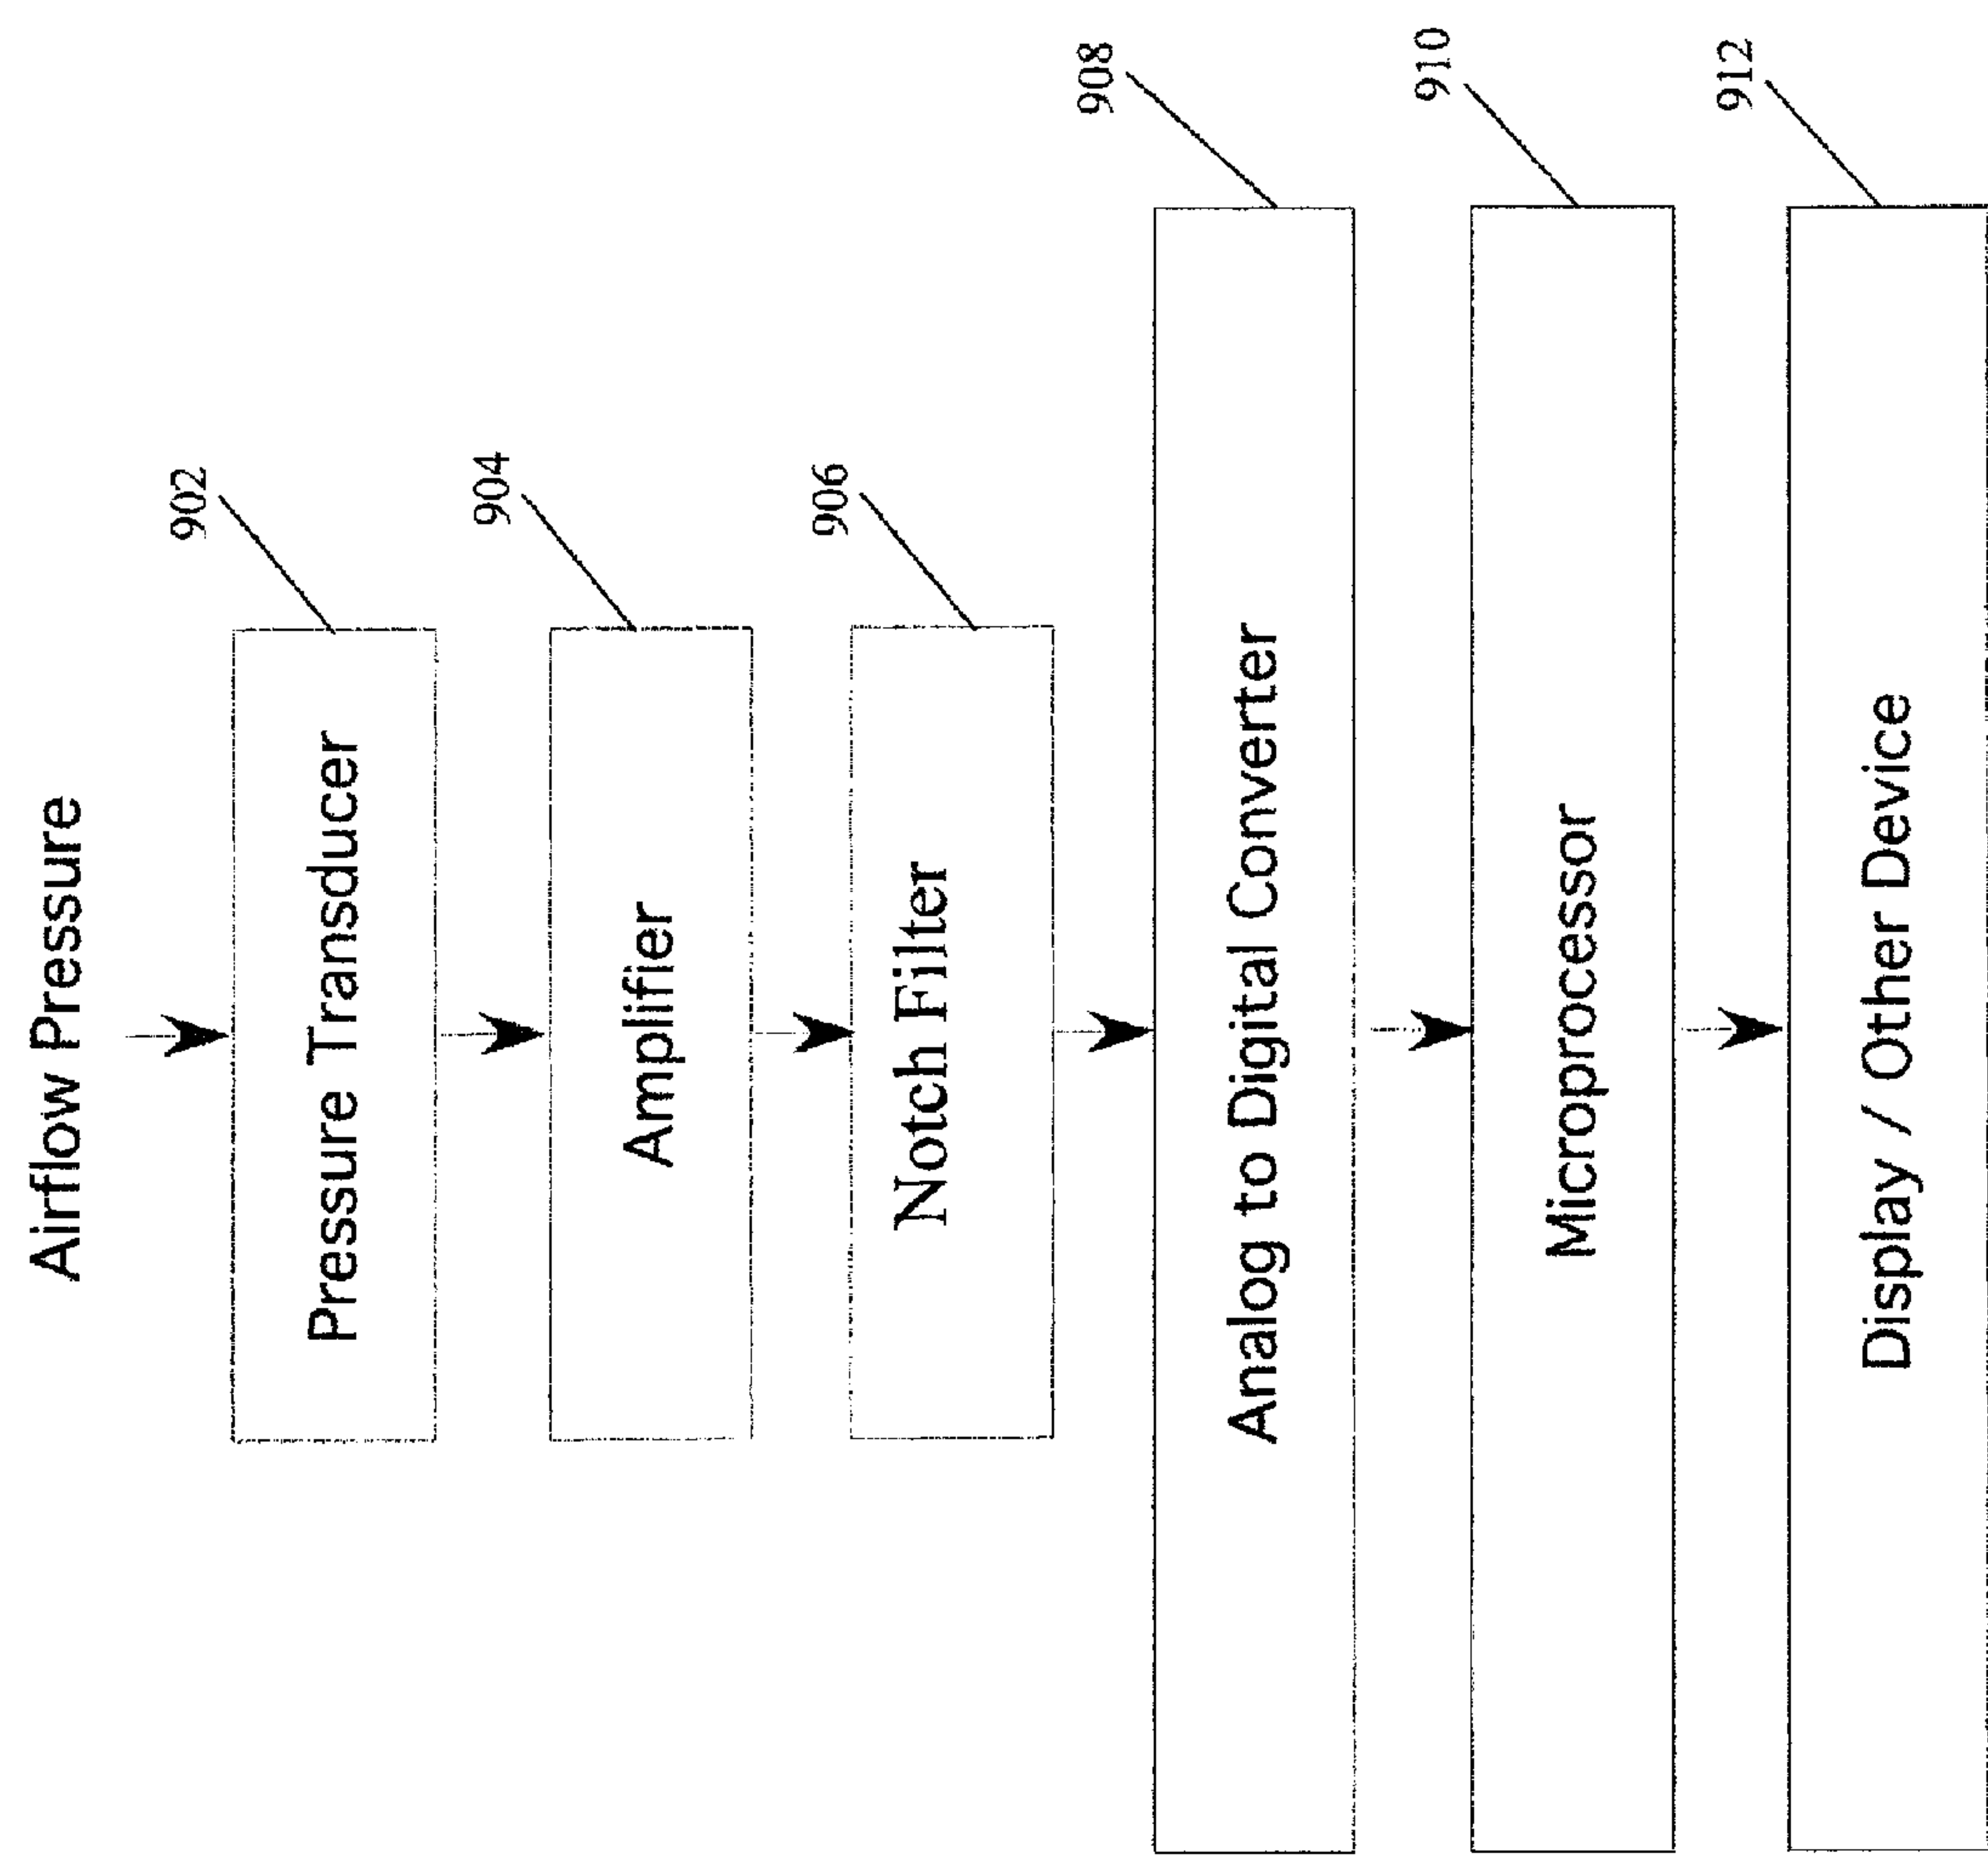 Airflow Pressure
902
Pressure Transducer
904
Amplifier
906
Notch Filter
908
Analog to Digital Converter
910
Microprocessor
912
Display / Other Device